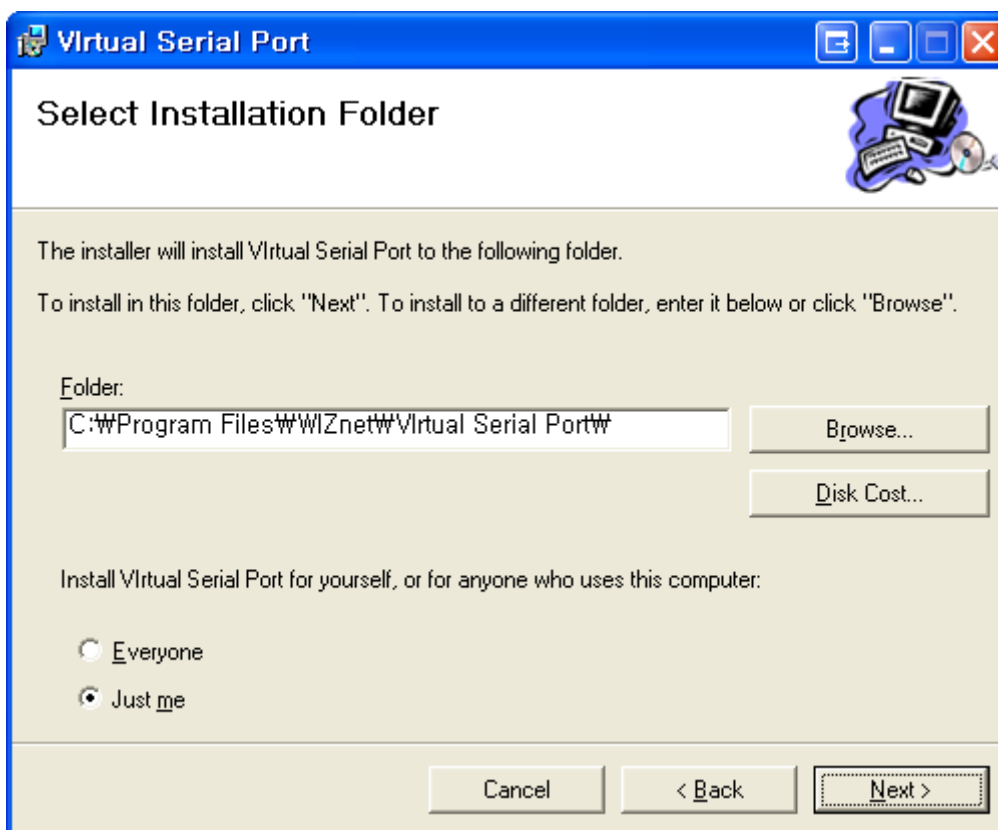 VIrtual Serial Port
Select Installation Folder
The installer will install VIrtual Serial Port to the following folder.
To install in this folder, click "Next". To install to a different folder, enter it below or click "Browse".
Folder:
C:₩Program Files₩WIZnet₩VIrtual Serial Port₩
Browse...
Disk Cost...
Install VIrtual Serial Port for yourself, or for anyone who uses this computer:
Everyone
Just me
Cancel
< Back
Next >